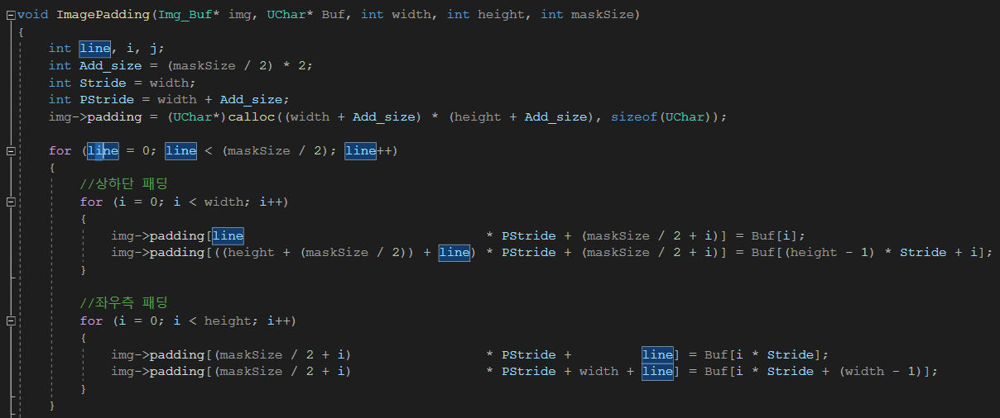 void ImagePadding(Img_Buf* img, UChar* Buf, int width, int height, int maskSize)
{
    int line, i, j;
    int Add_size = (maskSize / 2) * 2;
    int Stride = width;
    int PStride = width + Add_size;
    img->padding = (UChar*)calloc((width + Add_size) * (height + Add_size), sizeof(UChar));

    for (line = 0; line < (maskSize / 2); line++)
    {
        //상하단 패딩
        for (i = 0; i < width; i++)
        {
            img->padding[line                               * PStride + (maskSize / 2 + i)] = Buf[i];
            img->padding[((height + (maskSize / 2)) + line) * PStride + (maskSize / 2 + i)] = Buf[(height - 1) * Stride + i];
        }

        //좌우측 패딩
        for (i = 0; i < height; i++)
        {
            img->padding[(maskSize / 2 + i)                 * PStride +         line] = Buf[i * Stride];
            img->padding[(maskSize / 2 + i)                 * PStride + width + line] = Buf[i * Stride + (width - 1)];
        }
    }